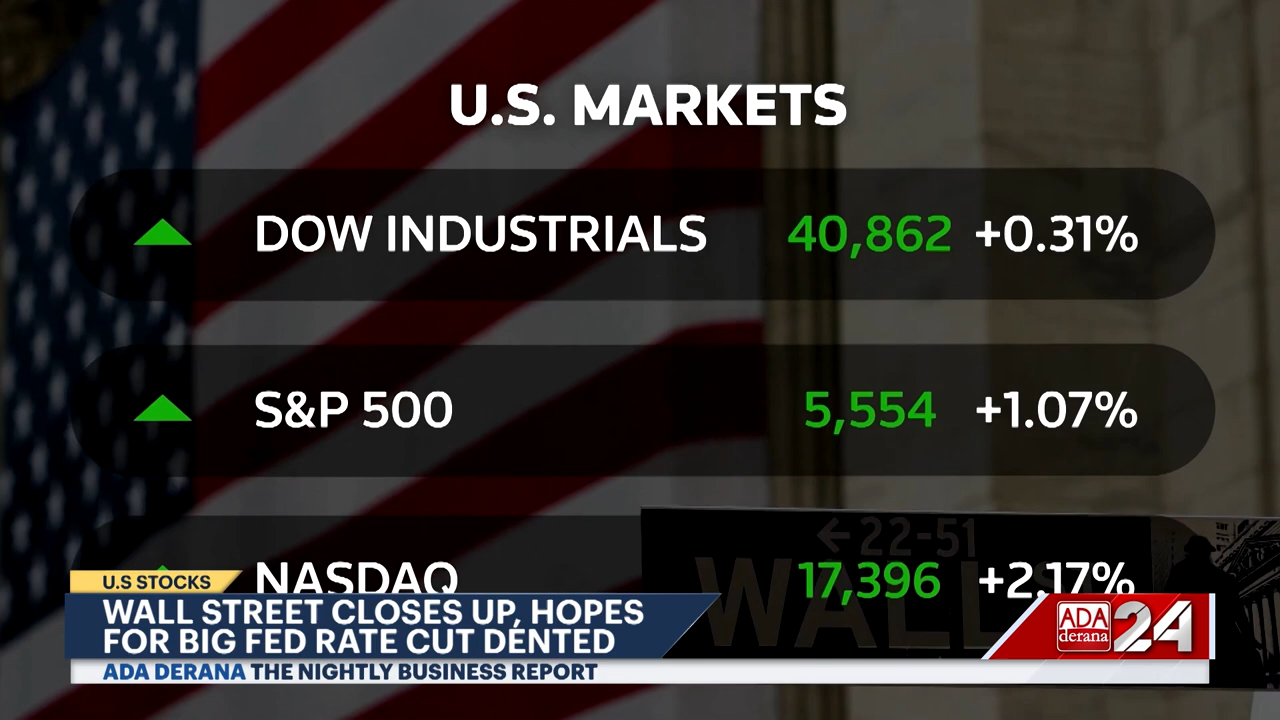 U.S. MARKETS
DOW INDUSTRIALS 40,862 +0.31%
S&P 500 5,554 +1.07%
←22-51
WALL
NASDAQ 17,396 +2.17%
U.S STOCKS
WALL STREET CLOSES UP, HOPES
FOR BIG FED RATE CUT DENTED
ADA DERANA THE NIGHTLY BUSINESS REPORT
ADA
derana
24